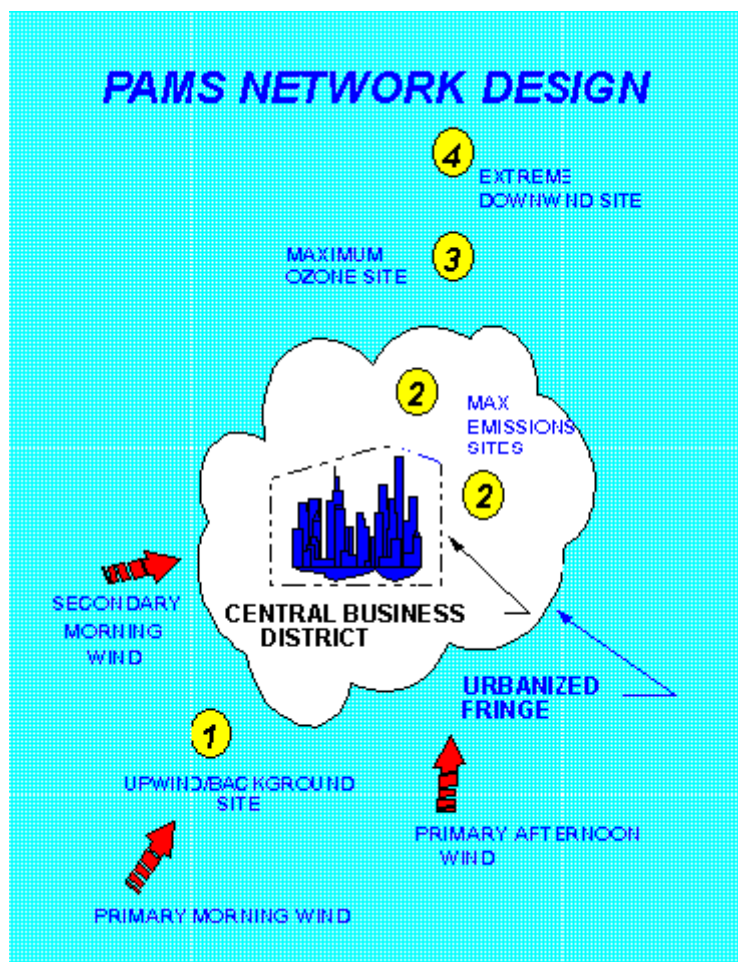 PAMS NETWORK DESIGN
4
EXTREME
DOWNWIND SITE
MAXIMUM
OZONE SITE
3
2
MAX
EMISSIONS
SITES
2
SECONDARY
MORNING
WIND
CENTRAL BUSINESS
DISTRICT
URBANIZED
FRINGE
1
UPWIND/BACKGROUND
SITE
PRIMARY AFTERNOON
WIND
PRIMARY MORNING WIND